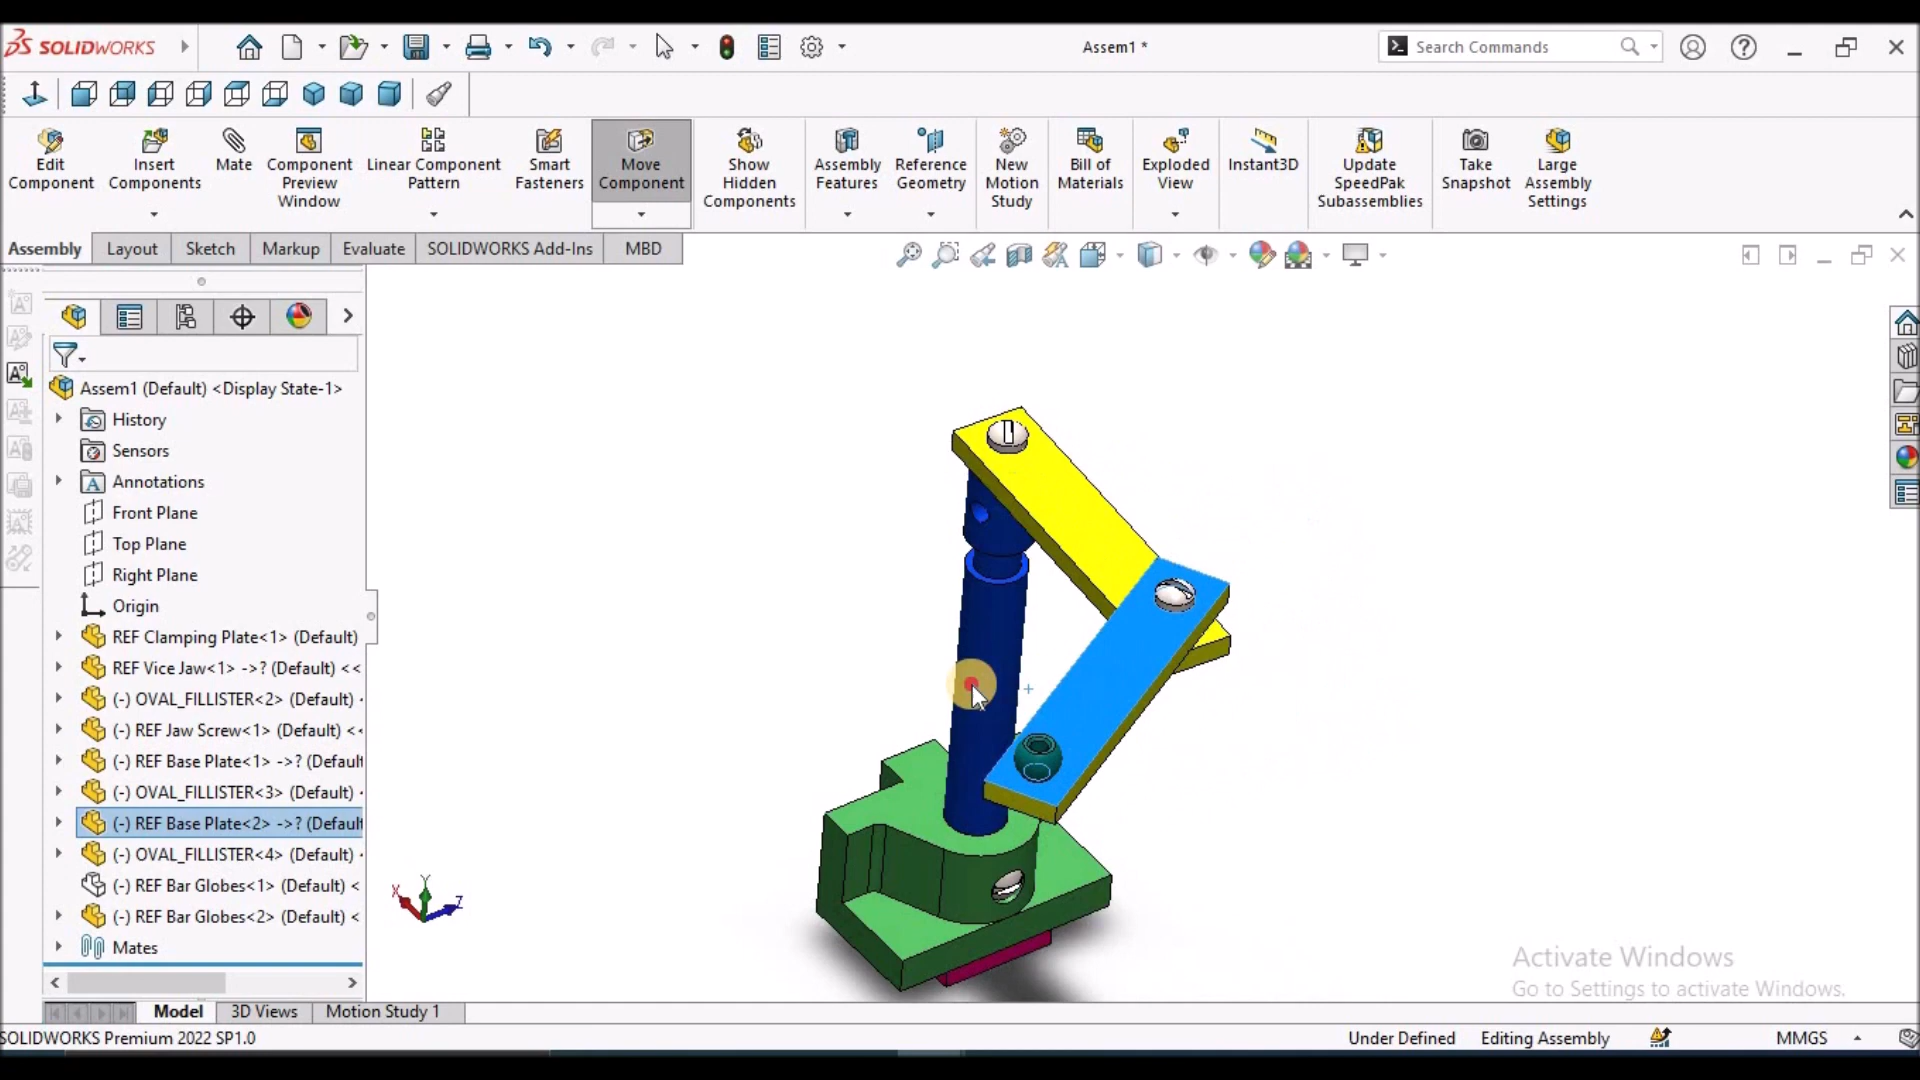 SOLIDWORKS
Assem1 *
Search Commands
Edit Component
Insert Components
Mate
Component Preview Window
Linear Component Pattern
Smart Fasteners
Move Component
Show Hidden Components
Assembly Features
Reference Geometry
New Motion Study
Bill of Materials
Exploded View
Instant3D
Update SpeedPak Subassemblies
Take Snapshot
Large Assembly Settings
Assembly
Layout
Sketch
Markup
Evaluate
SOLIDWORKS Add-Ins
MBD
Assem1 (Default) <Display State-1>
History
Sensors
Annotations
Front Plane
Top Plane
Right Plane
Origin
REF Clamping Plate<1> (Default)
REF Vice Jaw<1> ->? (Default) <<
(-) OVAL_FILLISTER<2> (Default)
(-) REF Jaw Screw<1> (Default) <
(-) REF Base Plate<1> ->? (Default
(-) OVAL_FILLISTER<3> (Default)
(-) REF Base Plate<2> ->? (Default
(-) OVAL_FILLISTER<4> (Default)
(-) REF Bar Globes<1> (Default) <
(-) REF Bar Globes<2> (Default) <
Mates
X
Y
Z
Activate Windows
Go to Settings to activate Windows.
Model
3D Views
Motion Study 1
SOLIDWORKS Premium 2022 SP1.0
Under Defined
Editing Assembly
MMGS